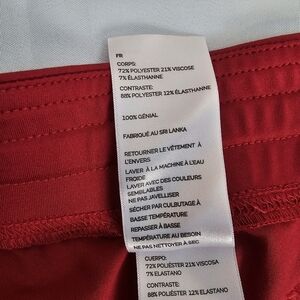 FR
CORPS:
72% POLYESTER 21% VISCOSE
7% ÉLASTHANNE
CONTRASTE:
88% POLYESTER 12% ÉLASTHANNE
100% GÉNIAL
FABRIQUÉ AU SRI LANKA
RETOURNER LE VÊTEMENT À
L'ENVERS
LAVER À LA MACHINE À L'EAU
FROIDE
LAVER AVEC DES COULEURS
SEMBLABLES
NE PAS JAVELLISER
SÉCHER PAR CULBUTAGE À
BASSE TEMPÉRATURE
REPASSER À BASSE
TEMPÉRATURE AU BESOIN
NE PAS NETTOYER À SEC
CUERPO:
72% POLIÉSTER 21% VISCOSA
7% ELASTANO
CONTRASTE:
88% POLIÉSTER 12% ELASTANO